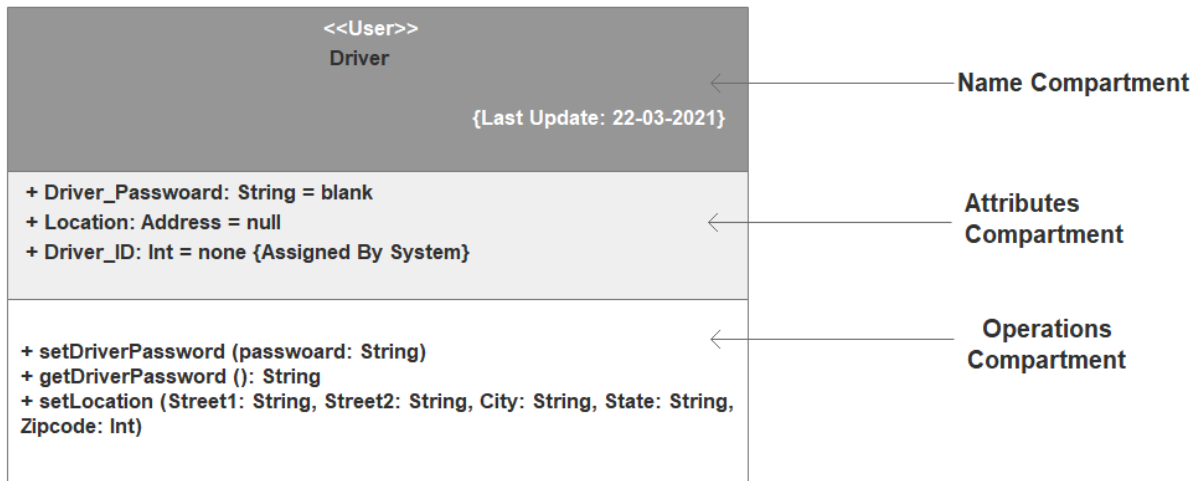 <<User>>
Driver
{Last Update: 22-03-2021}
Name Compartment
+ Driver_Passwoard: String = blank
+ Location: Address = null
+ Driver_ID: Int = none {Assigned By System}
Attributes
Compartment
+ setDriverPassword (passwoard: String)
+ getDriverPassword (): String
+ setLocation (Street1: String, Street2: String, City: String, State: String,
Zipcode: Int)
Operations
Compartment